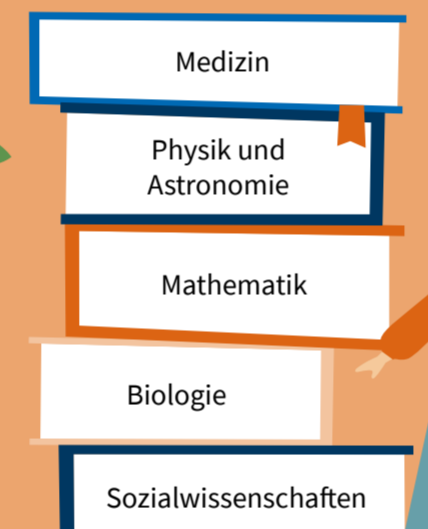 Medizin
Physik und
Astronomie
Mathematik
Biologie
Sozialwissenschaften